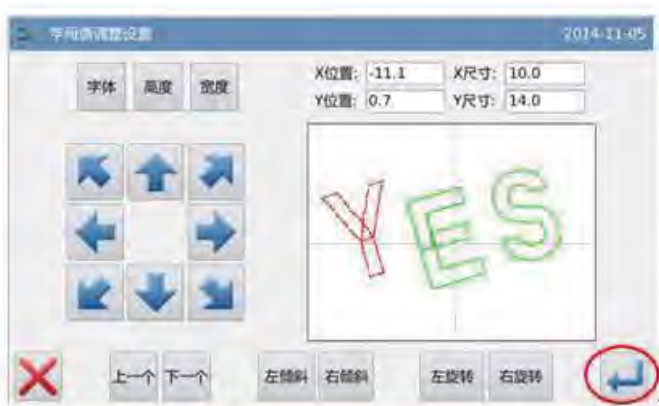 字母微调整设置 2014-11-05
字体 高度 宽度
X位置: -11.1 X尺寸: 10.0
Y位置: 0.7 Y尺寸: 14.0
YES
上一个 下一个 左倾斜 右倾斜 左旋转 右旋转